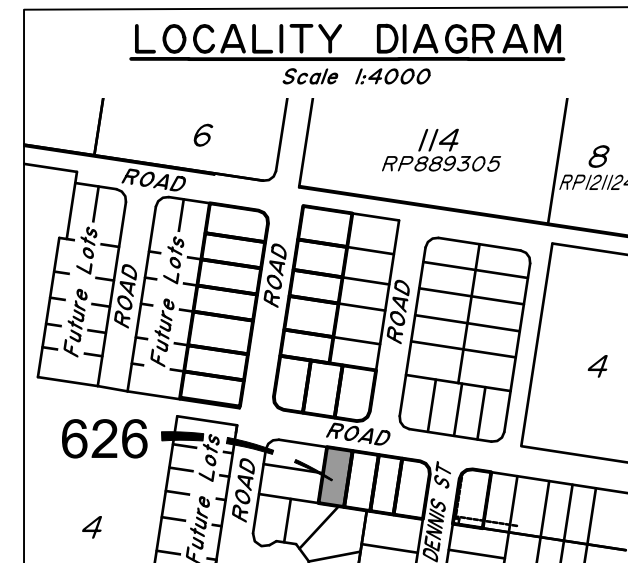 LOCALITY DIAGRAM
Scale 1:4000
6
114
RP889305
8
RP121124
ROAD
Future Lots
ROAD
Future Lots
ROAD
ROAD
4
626
ROAD
Future Lots
ROAD
DENNIS ST
4